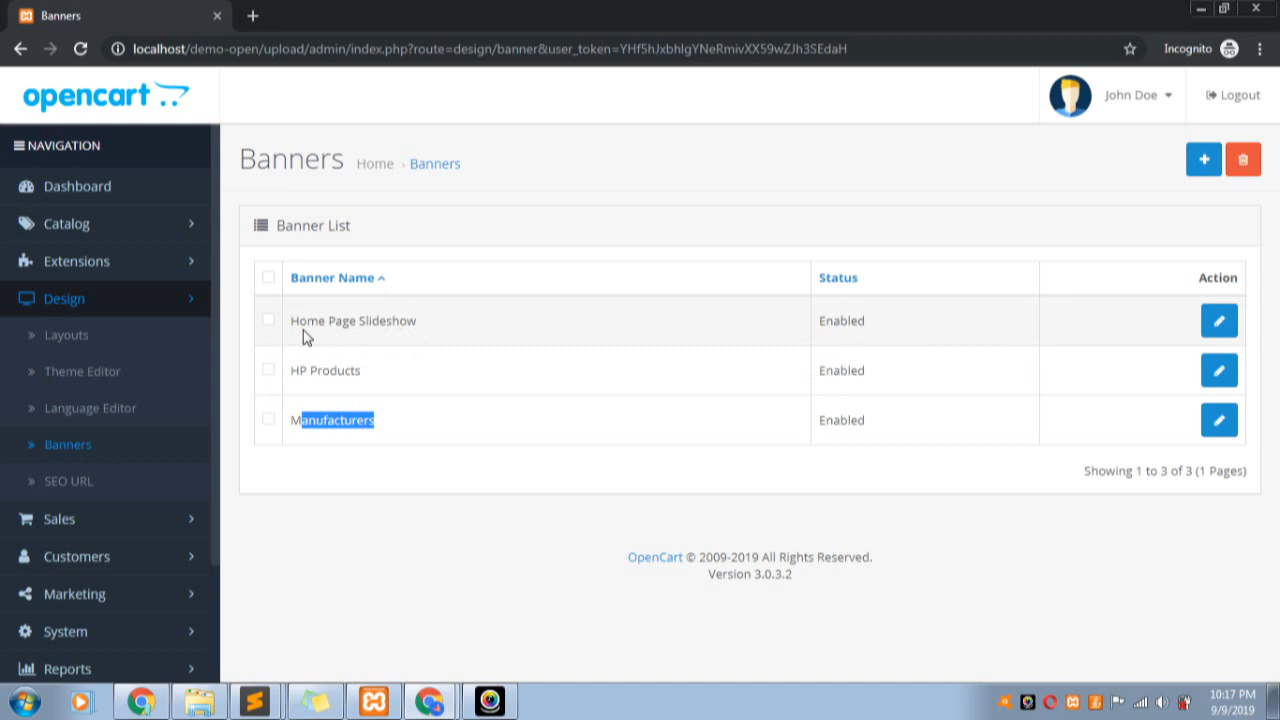 Banners
localhost/demo-open/upload/admin/index.php?route=design/banner&user_token=YHf5hJxbhlgYNeRmivXX59wZJh3SEdaH
Incognito
opencart
John Doe
Logout
NAVIGATION
Dashboard
Catalog
Extensions
Design
Layouts
Theme Editor
Language Editor
Banners
SEO URL
Sales
Customers
Marketing
System
Reports
Banners Home › Banners
Banner List
Banner Name Status Action
Home Page Slideshow Enabled
HP Products Enabled
Manufacturers Enabled
Showing 1 to 3 of 3 (1 Pages)
OpenCart © 2009-2019 All Rights Reserved.
Version 3.0.3.2
10:17 PM
9/9/2019